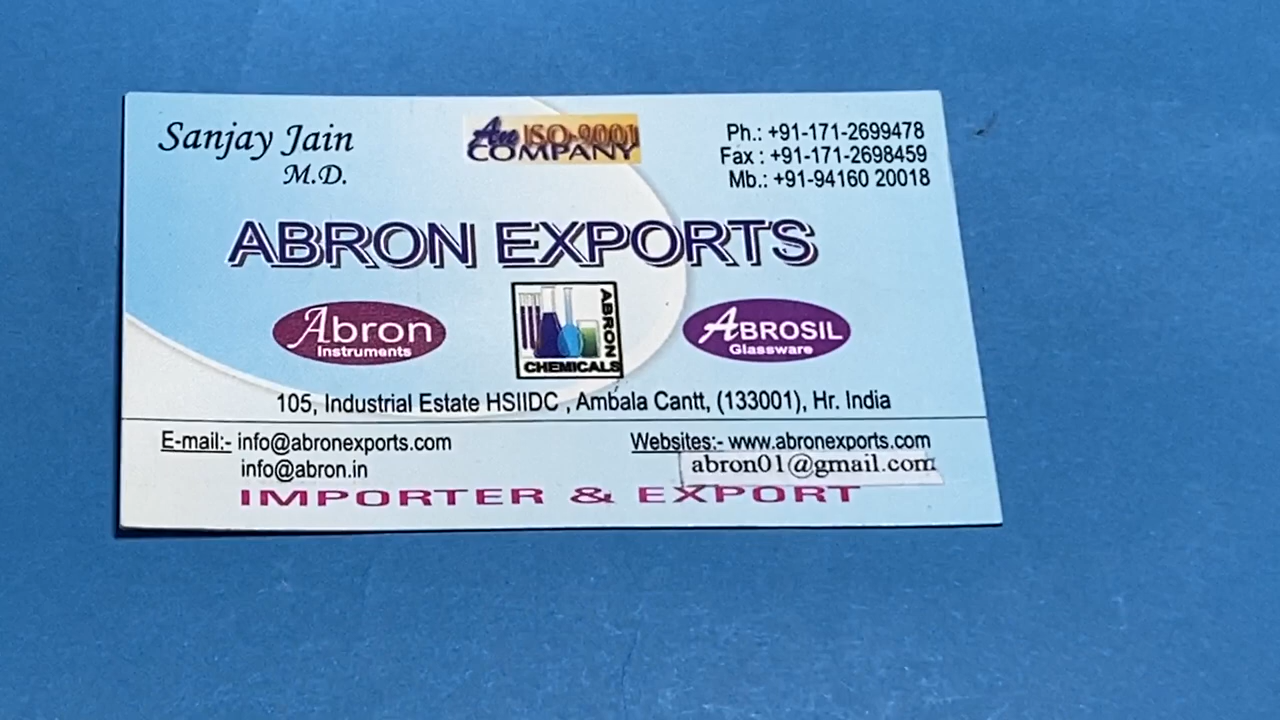 Sanjay Jain
M.D.
An ISO-9001
COMPANY
Ph.: +91-171-2699478
Fax : +91-171-2698459
Mb.: +91-94160 20018
ABRON EXPORTS
Abron
Instruments
ABRON
CHEMICALS
ABROSIL
Glassware
105, Industrial Estate HSIIDC , Ambala Cantt, (133001), Hr. India
E-mail:- info@abronexports.com
info@abron.in
Websites:- www.abronexports.com
abron01@gmail.com
IMPORTER & EXPORT